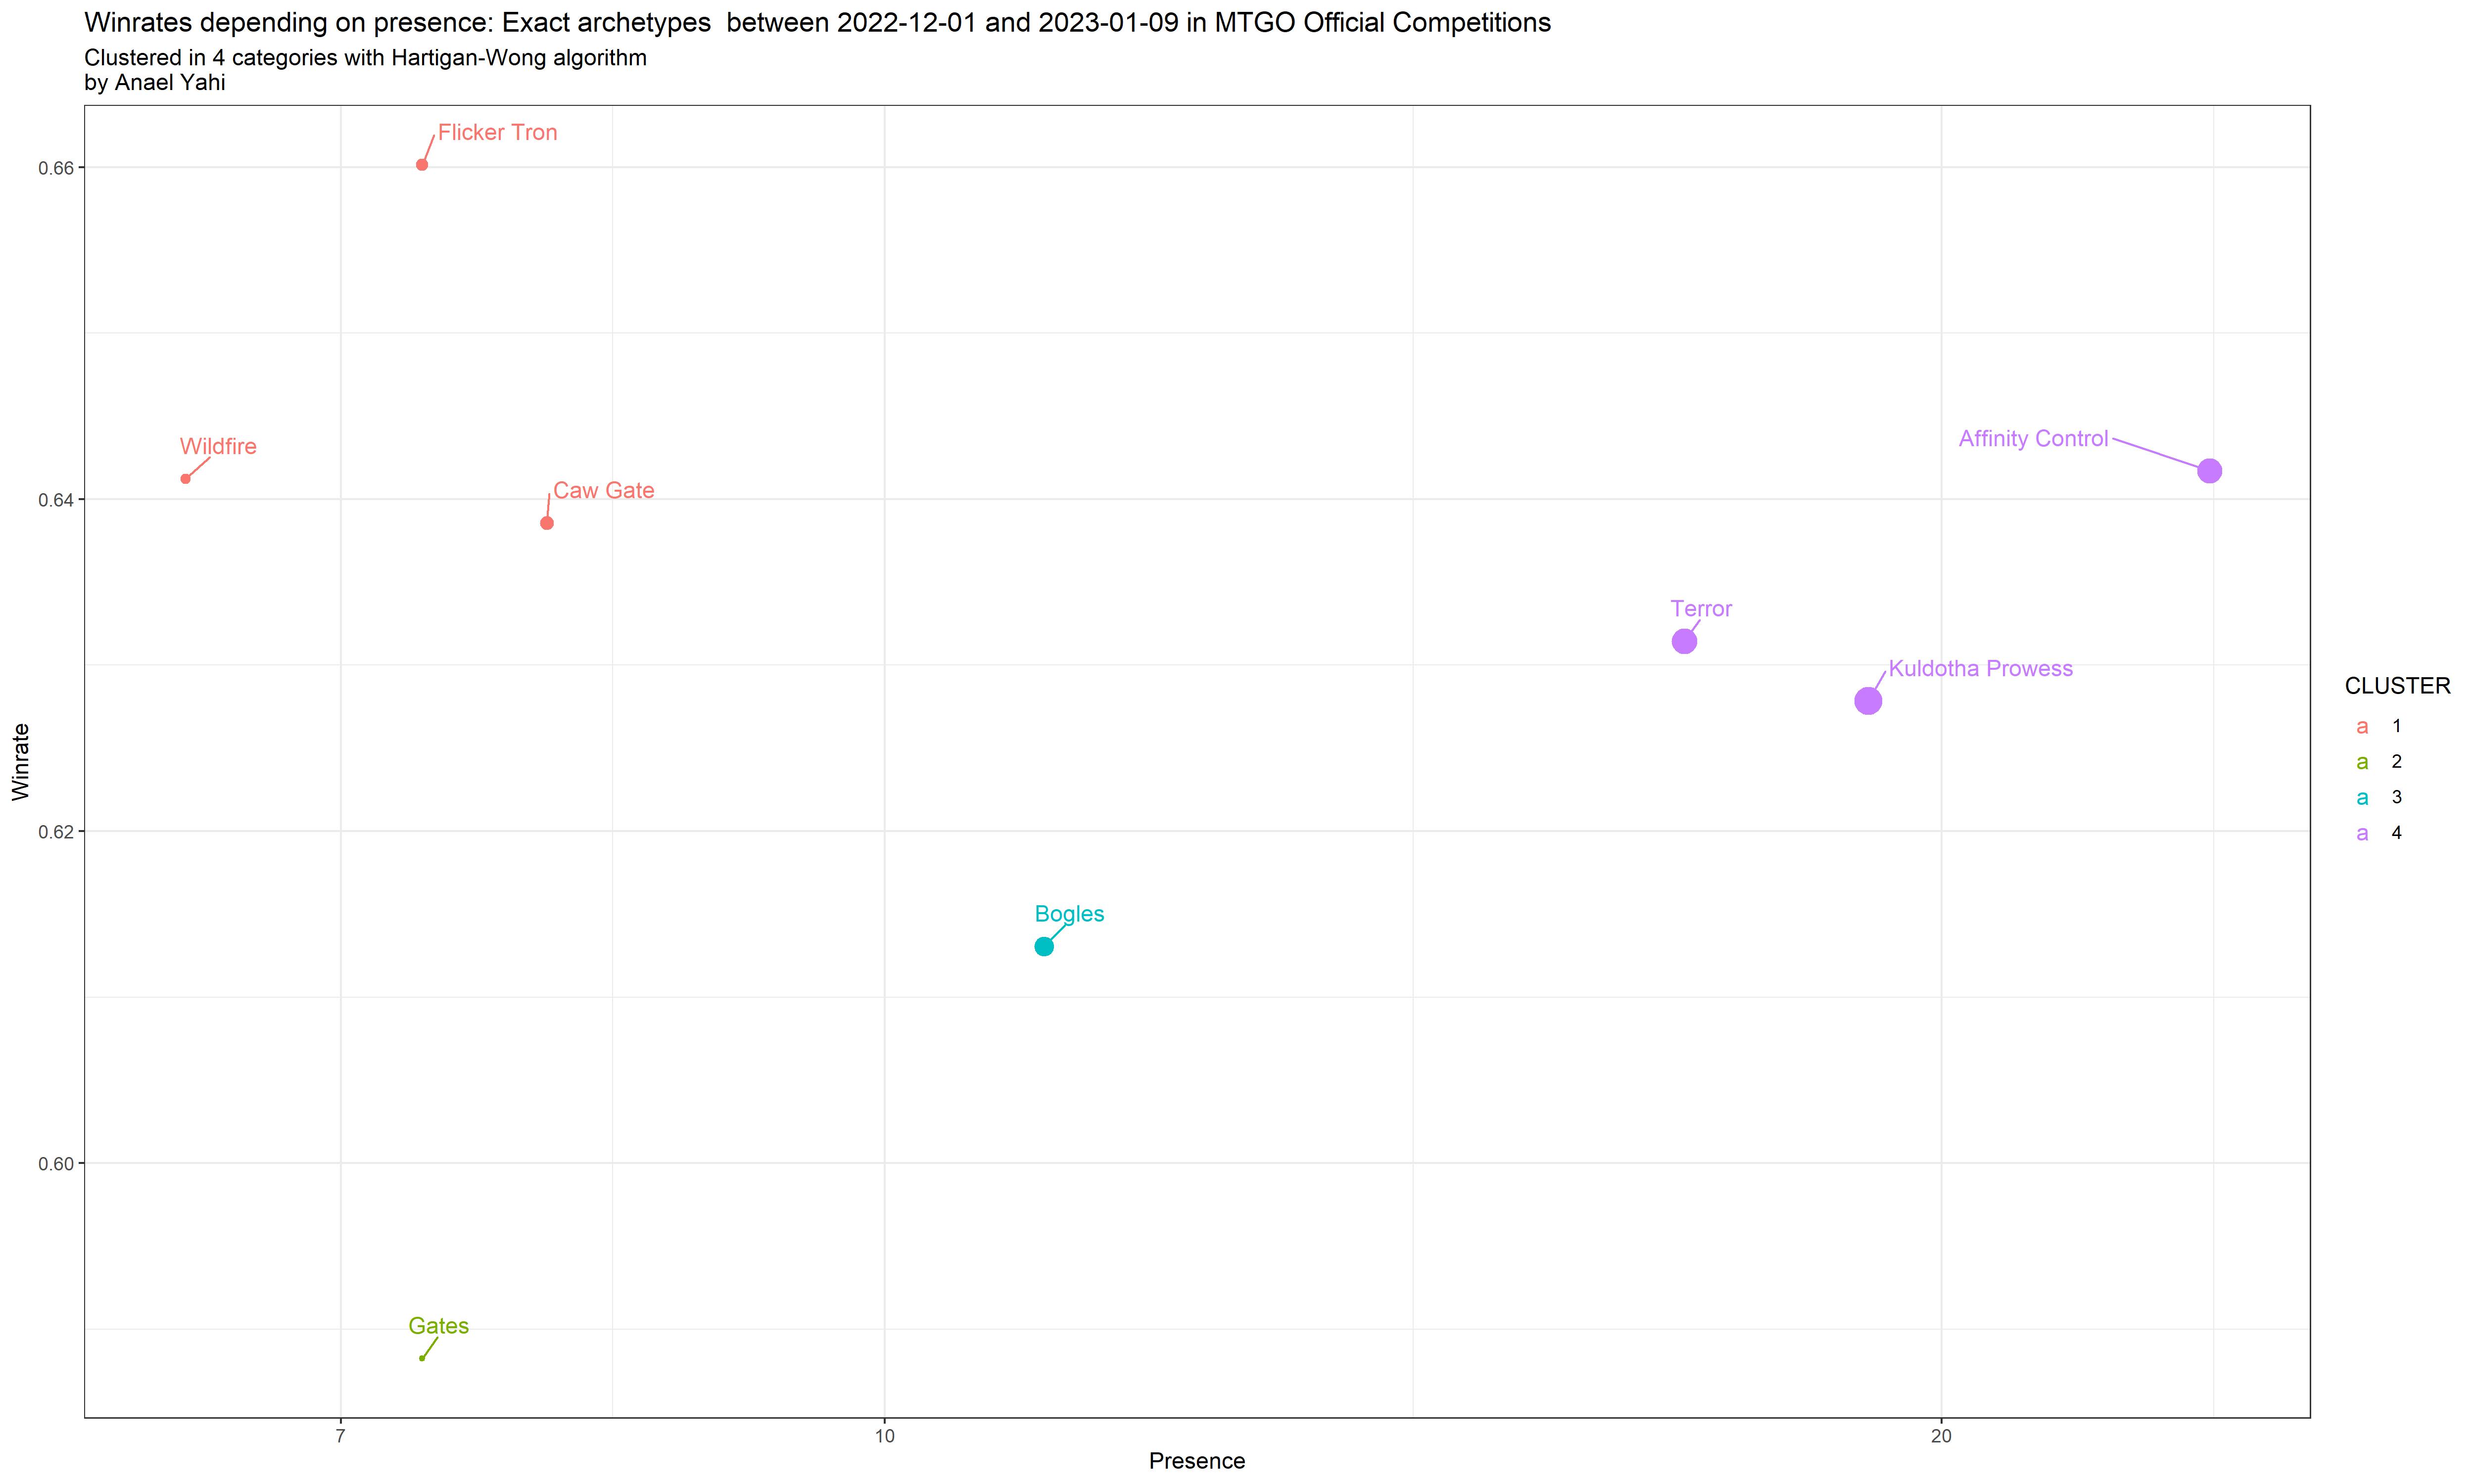 Winrates depending on presence: Exact archetypes  between 2022-12-01 and 2023-01-09 in MTGO Official Competitions
Clustered in 4 categories with Hartigan-Wong algorithm
by Anael Yahi
Flicker Tron
0.66
Affinity Control
Wildfire
Caw Gate
0.64
Terror
Kuldotha Prowess
CLUSTER
a 1
a 2
a 3
a 4
Winrate
0.62
Bogles
0.60
Gates
7
10
20
Presence